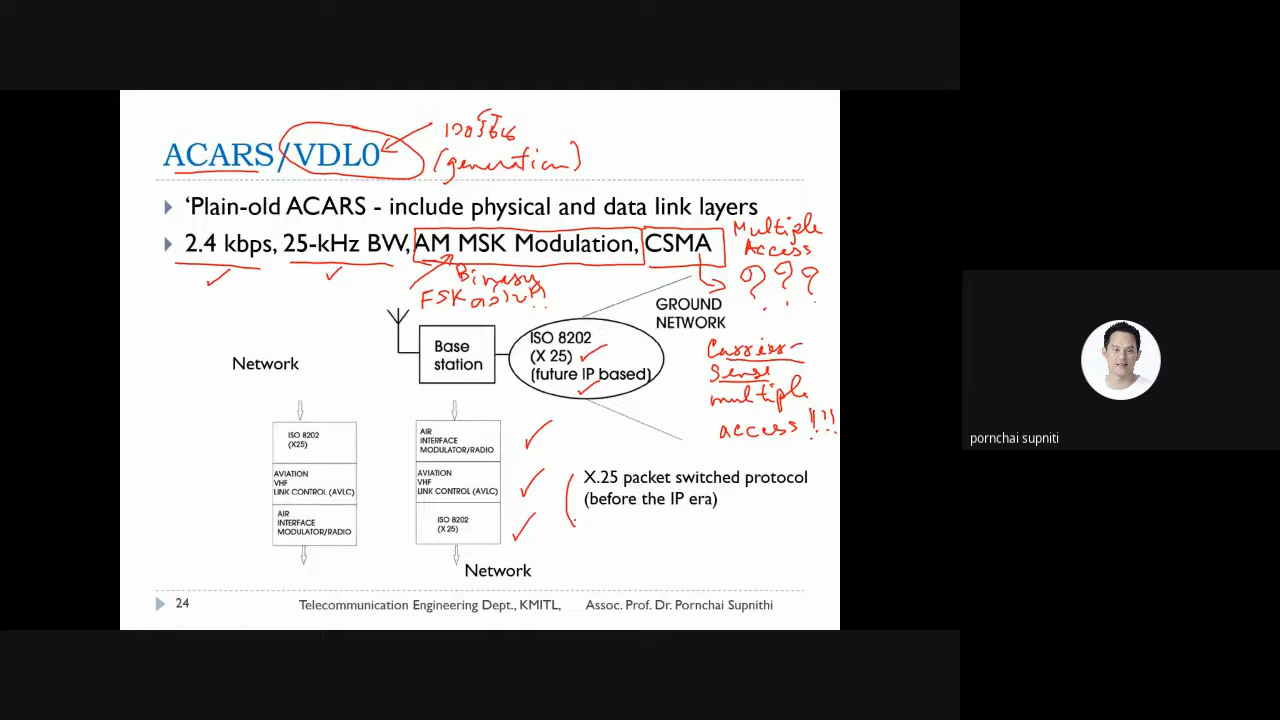 ACARS/VDL0
(generation)
‘Plain-old ACARS - include physical and data link layers
2.4 kbps, 25-kHz BW, AM MSK Modulation, CSMA
Multiple
Access
???
Binary
FSK
GROUND
NETWORK
ISO 8202
(X 25)
(future IP based)
Base
station
Network
Carrier-
Sense
multiple
access !!!
ISO 8202
(X25)
AVIATION
VHF
LINK CONTROL (AVLC)
AIR
INTERFACE
MODULATOR/RADIO
AIR
INTERFACE
MODULATOR/RADIO
AVIATION
VHF
LINK CONTROL (AVLC)
ISO 8202
(X 25)
X.25 packet switched protocol
(before the IP era)
Network
24
Telecommunication Engineering Dept., KMITL, Assoc. Prof. Dr. Pornchai Supnithi
pornchai supniti